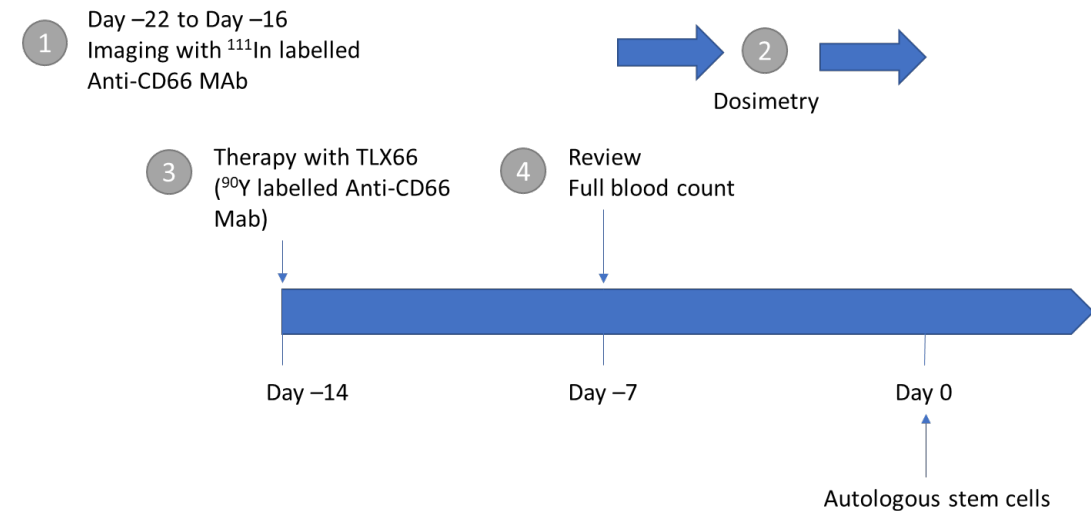 1
Day –22 to Day –16
Imaging with ¹¹¹In labelled
Anti-CD66 MAb
2
Dosimetry
3
Therapy with TLX66
(⁹⁰Y labelled Anti-CD66
Mab)
4
Review
Full blood count
Day –14
Day –7
Day 0
Autologous stem cells